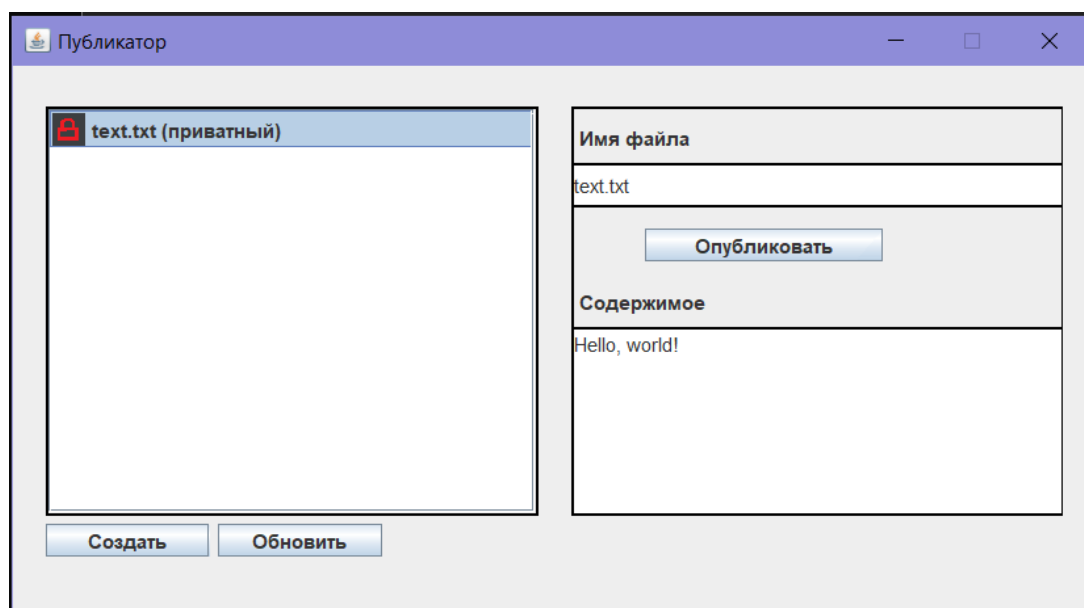 Публикатор
text.txt (приватный)
Создать
Обновить
Имя файла
text.txt
Опубликовать
Содержимое
Hello, world!